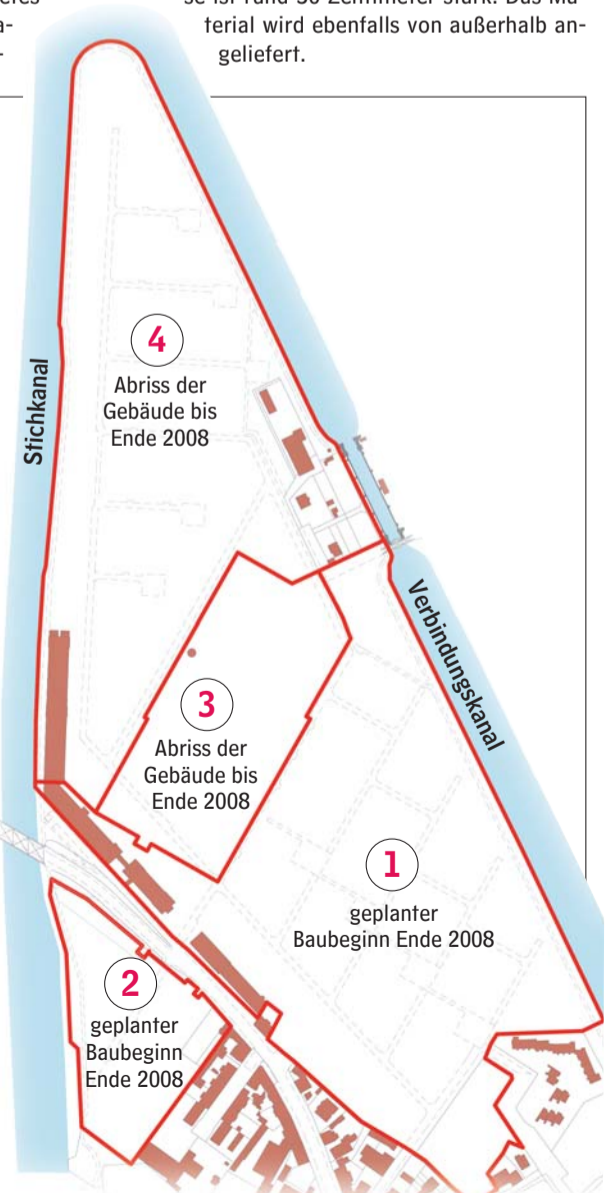 terial wird ebenfalls von außerhalb an-
geliefert.
4
Abriss der
Gebäude bis
Ende 2008
Stichkanal
3
Abriss der
Gebäude bis
Ende 2008
Verbindungskanal
1
geplanter
Baubeginn Ende 2008
2
geplanter
Baubeginn
Ende 2008